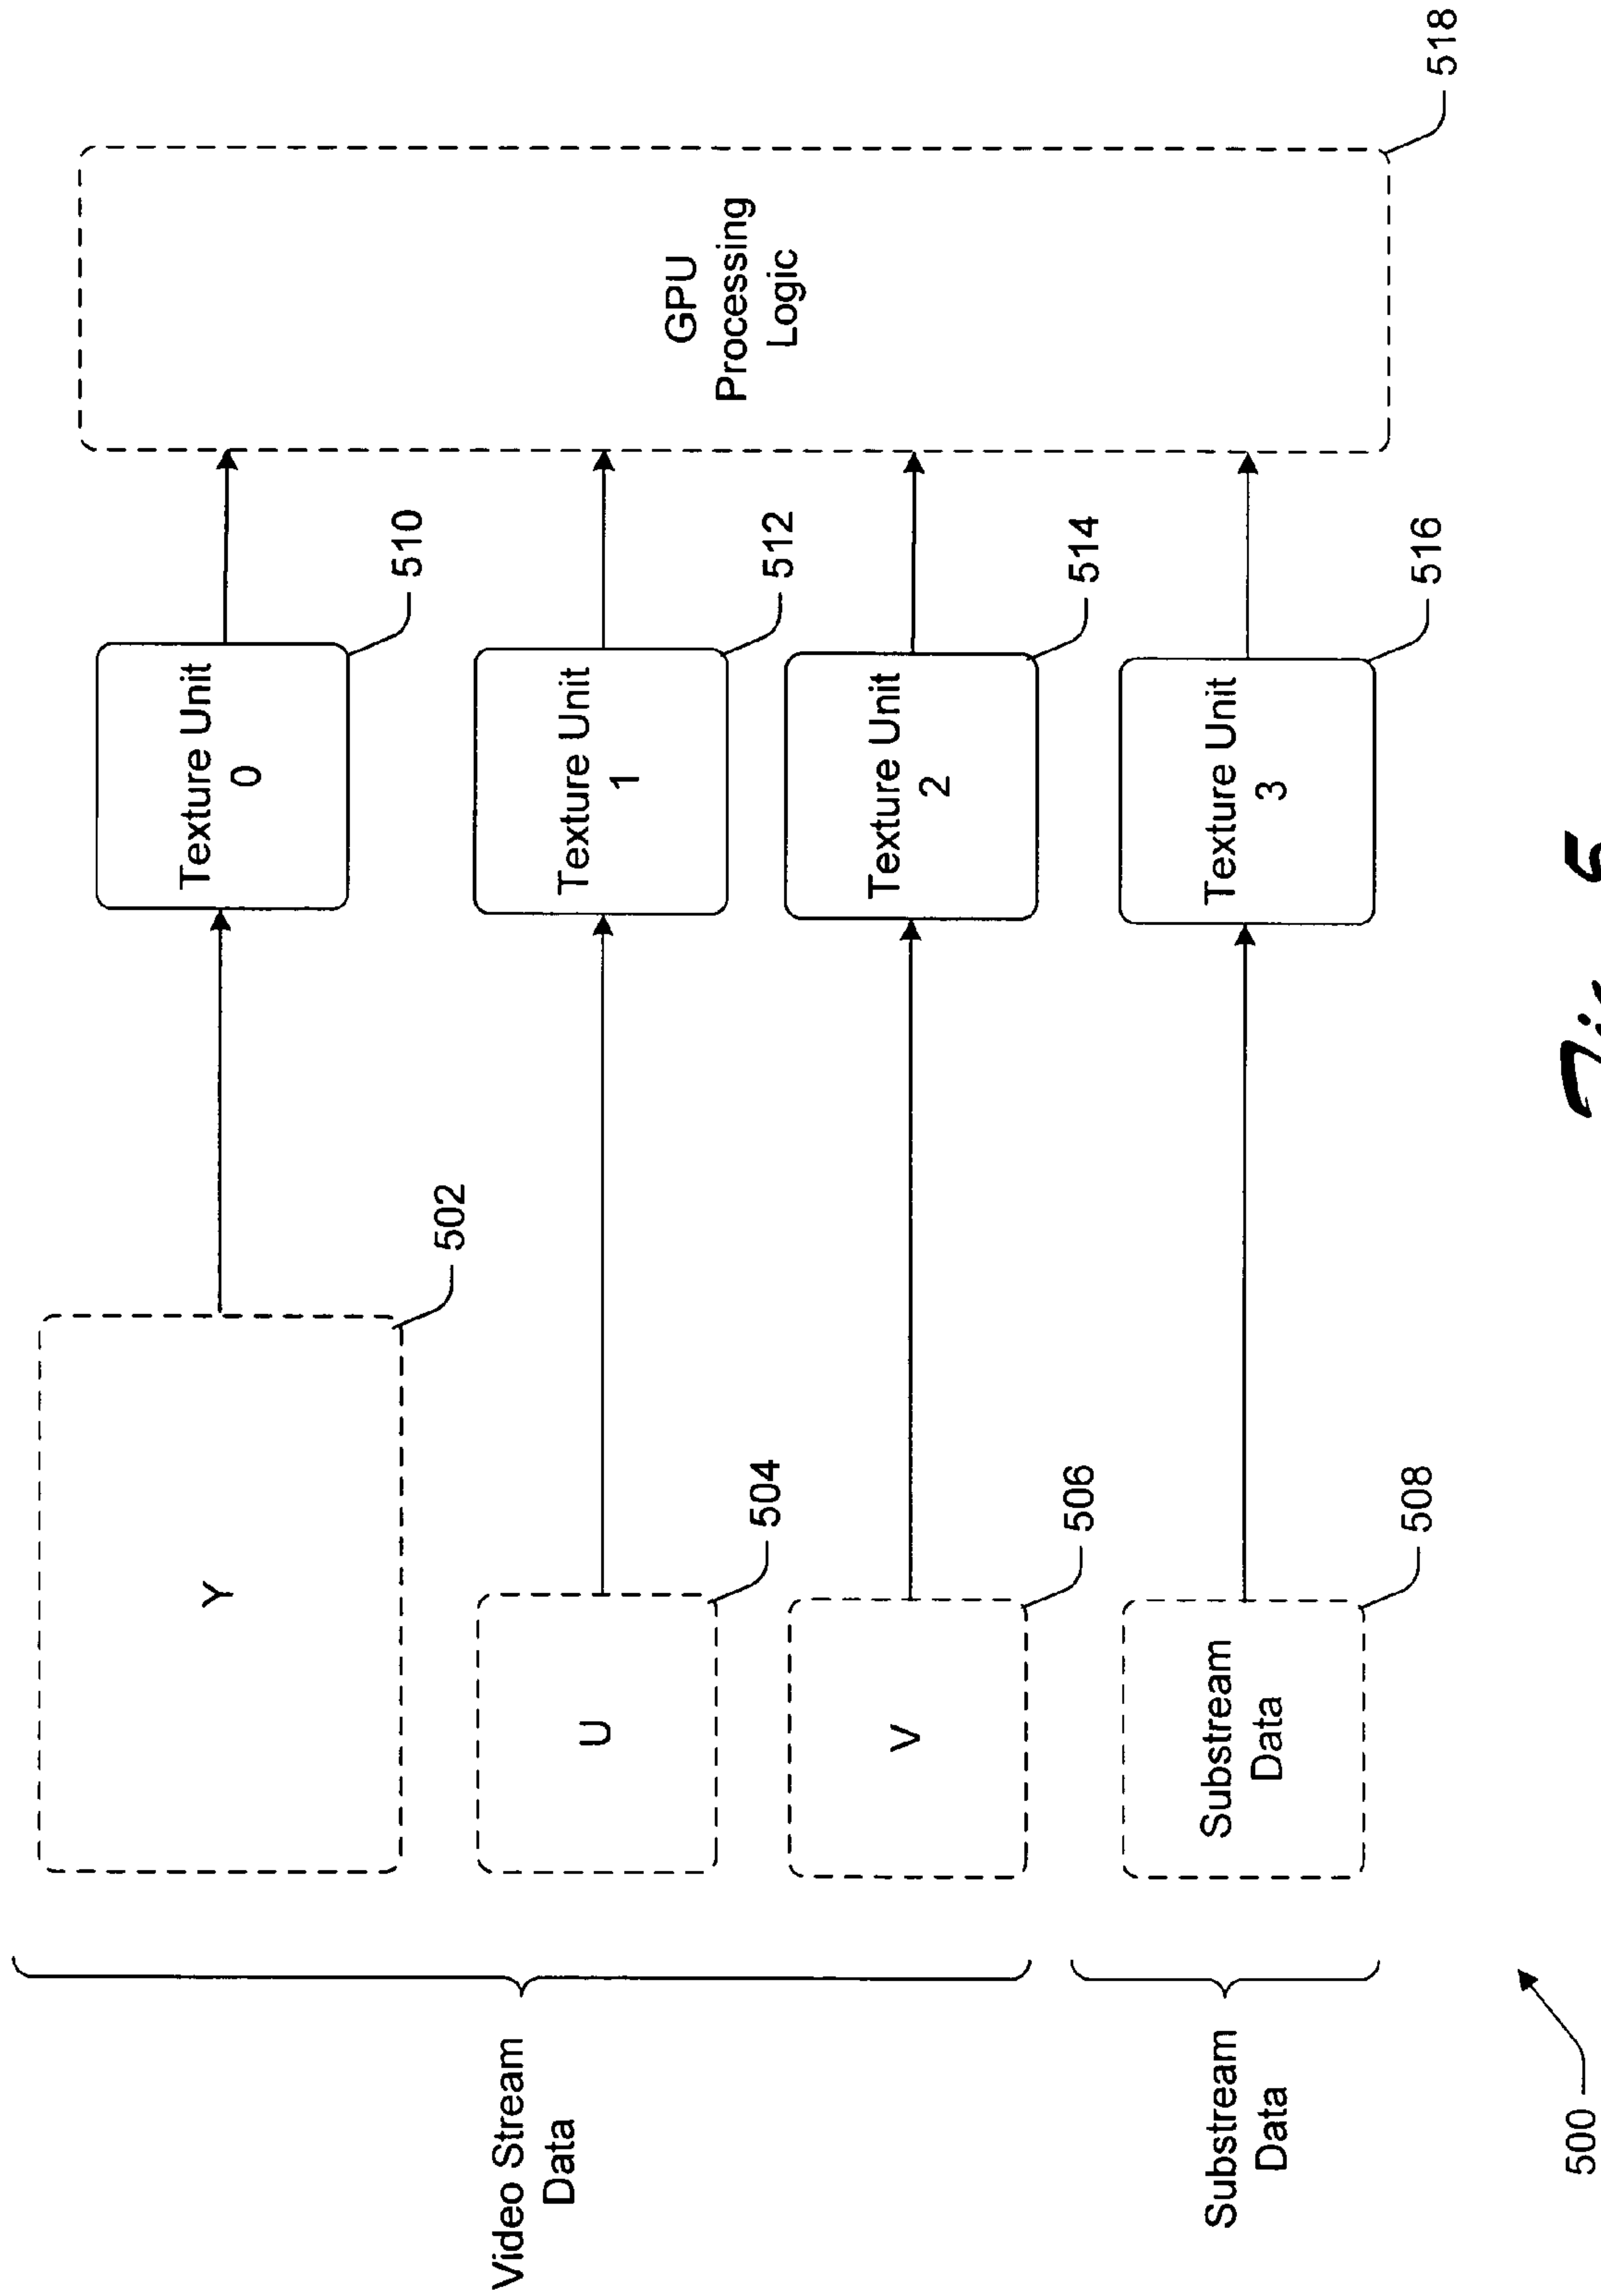 Video Stream
Data
Substream
Data
500
Y
502
U
504
V
506
Substream
Data
508
Texture Unit
0
510
Texture Unit
1
512
Texture Unit
2
514
Texture Unit
3
516
GPU
Processing
Logic
518